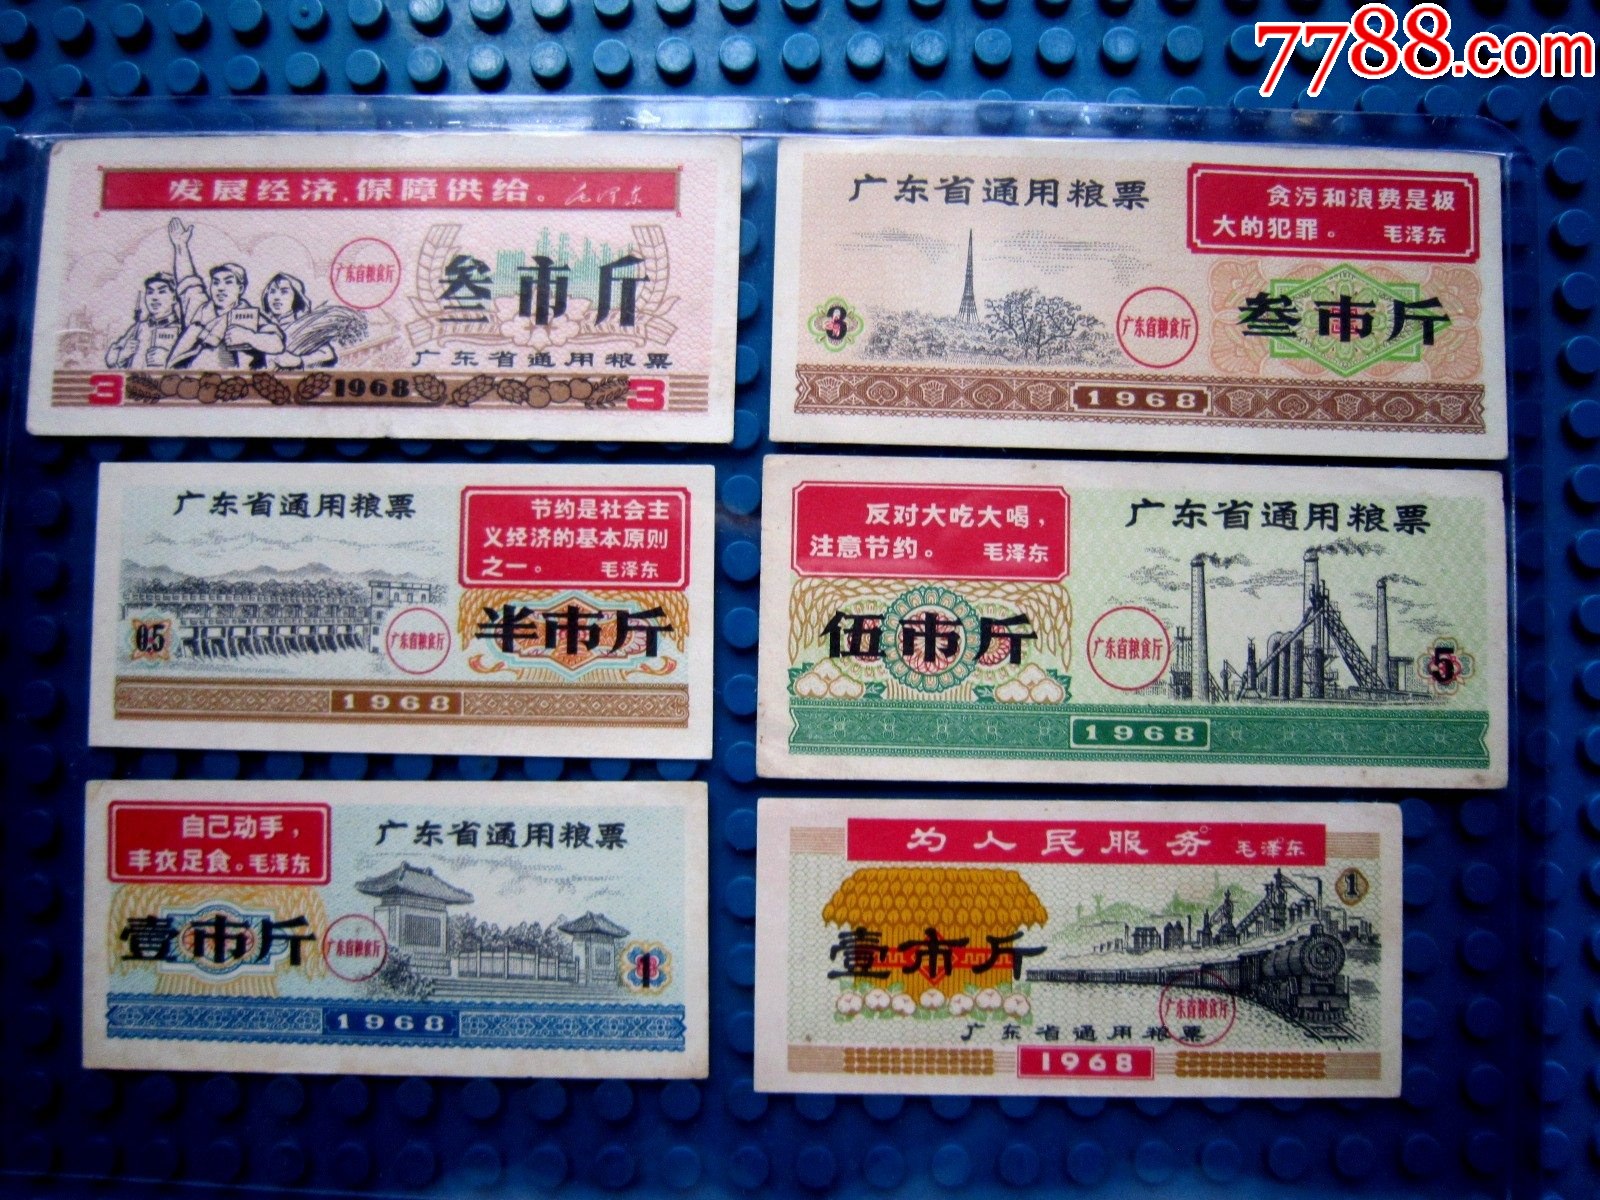 7788.com
发展经济、保障供给。毛泽东
广东省粮食厅
叁市斤
广东省通用粮票
3
1968
3
广东省通用粮票
贪污和浪费是极
大的犯罪。 毛泽东
3
广东省粮食厅
叁市斤
1968
广东省通用粮票
节约是社会主
义经济的基本原则
之一。 毛泽东
05
广东省粮食厅
半市斤
1968
反对大吃大喝,
注意节约。 毛泽东
广东省通用粮票
伍市斤
广东省粮食厅
5
1968
自己动手,
丰衣足食。毛泽东
广东省通用粮票
壹市斤
广东省粮食厅
1
1968
为人民服务 毛泽东
1
壹市斤
广东省粮食厅
广东省通用粮票
1968